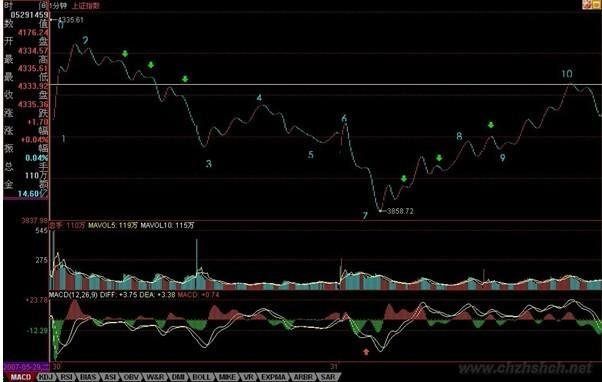 时 间 1分钟 上证指数
05291459
数 值
4176.24
开 盘
4334.57
最 高
4335.61
最 低
4333.92
收 盘
4335.36
涨 跌
+1.70
涨 幅
+0.04%
振 幅
0.04%
总 手
110万
金 额
14.60亿
3837.99
4335.61
0
2
1
3
4
5
6
7
3858.72
8
9
10
总手: 110万 MAVOL5: 119万 MAVOL10: 115万
545
275
MACD(12,26,9) DIFF: +3.75 DEA: +3.38 MACD: +0.74
+23.78
-12.29
2007-05-29,二 30 31
www.chzhshch.net
MACD KDJ RSI BIAS ASI OBV W&R DMI BOLL MIKE VR EXPMA ARBR SAR